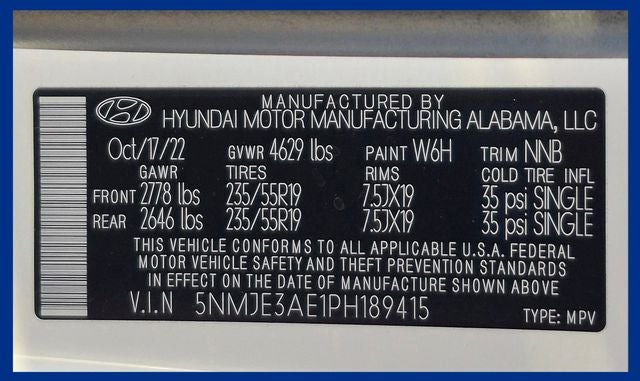 MANUFACTURED BY
HYUNDAI MOTOR MANUFACTURING ALABAMA, LLC
Oct/17/22 GVWR 4629 lbs PAINT W6H TRIM NNB
GAWR TIRES RIMS COLD TIRE INFL
FRONT 2778 lbs 235/55R19 7.5JX19 35 psi SINGLE
REAR 2646 lbs 235/55R19 7.5JX19 35 psi SINGLE
THIS VEHICLE CONFORMS TO ALL APPLICABLE U.S.A. FEDERAL
MOTOR VEHICLE SAFETY AND THEFT PREVENTION STANDARDS
IN EFFECT ON THE DATE OF MANUFACTURE SHOWN ABOVE
V.I.N 5NMJE3AE1PH189415 TYPE: MPV